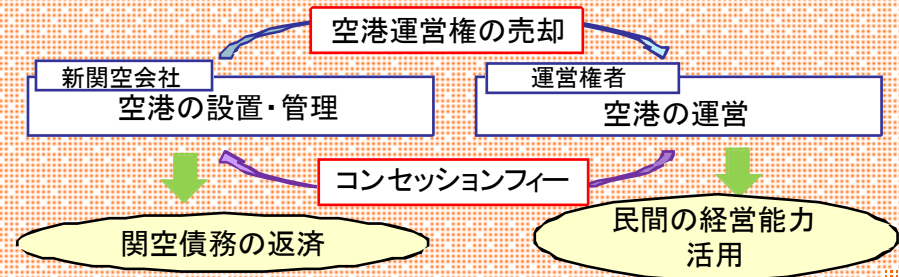 空港運営権の売却
新関空会社
運営権者
空港の設置・管理
空港の運営
コンセッションフィー
関空債務の返済
民間の経営能力
活用